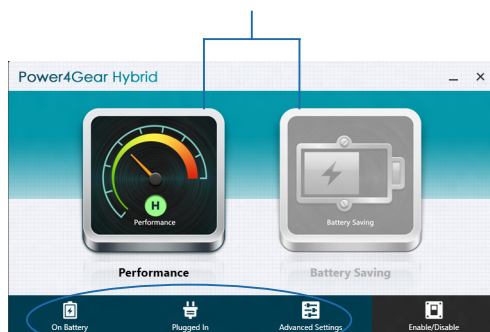 Power4Gear Hybrid
H
Performance
Battery Saving
Performance
Battery Saving
On Battery
Plugged In
Advanced Settings
Enable/Disable